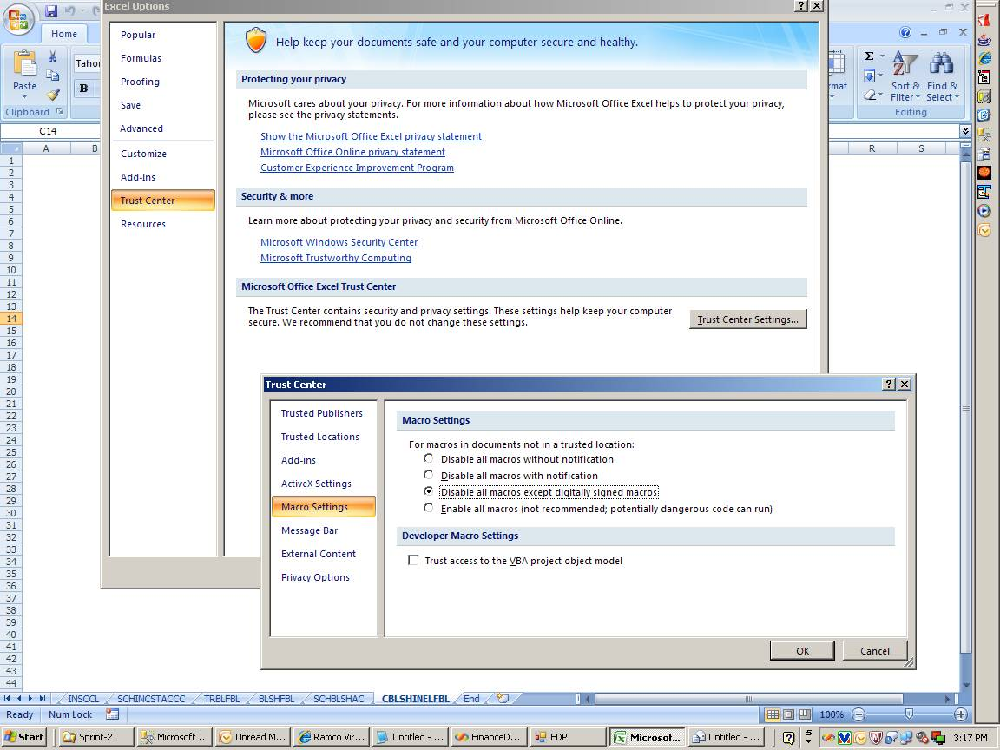 Excel Options
Home
Popular
Formulas
Proofing
Save
Advanced
Customize
Add-Ins
Trust Center
Resources
Help keep your documents safe and your computer secure and healthy.
Protecting your privacy
Microsoft cares about your privacy. For more information about how Microsoft Office Excel helps to protect your privacy,
please see the privacy statements.
Show the Microsoft Office Excel privacy statement
Microsoft Office Online privacy statement
Customer Experience Improvement Program
Security & more
Learn more about protecting your privacy and security from Microsoft Office Online.
Microsoft Windows Security Center
Microsoft Trustworthy Computing
Microsoft Office Excel Trust Center
The Trust Center contains security and privacy settings. These settings help keep your computer
secure. We recommend that you do not change these settings.
Trust Center Settings...
Paste
Clipboard
Taho
B
mat
Σ
Sort &
Filter
Find &
Select
Editing
C14
A
B
R
S
1
2
3
4
5
6
7
8
9
10
11
12
13
14
15
16
17
18
19
20
21
22
23
24
25
26
27
28
29
30
31
32
33
34
35
36
37
38
39
40
41
42
43
44
Trust Center
Trusted Publishers
Trusted Locations
Add-ins
ActiveX Settings
Macro Settings
Message Bar
External Content
Privacy Options
Macro Settings
For macros in documents not in a trusted location:
Disable all macros without notification
Disable all macros with notification
Disable all macros except digitally signed macros
Enable all macros (not recommended; potentially dangerous code can run)
Developer Macro Settings
Trust access to the VBA project object model
OK
Cancel
INSCCL
SCHINCSTACCC
TRBLFBL
BLSHFBL
SCHBLSHAC
CBLSHINELFBL
End
Ready
Num Lock
100%
Start
Sprint-2
Microsoft ...
Unread M...
Ramco Vir...
Untitled - ...
FinanceD...
FDP
Microsof...
Untitled - ...
3:17 PM